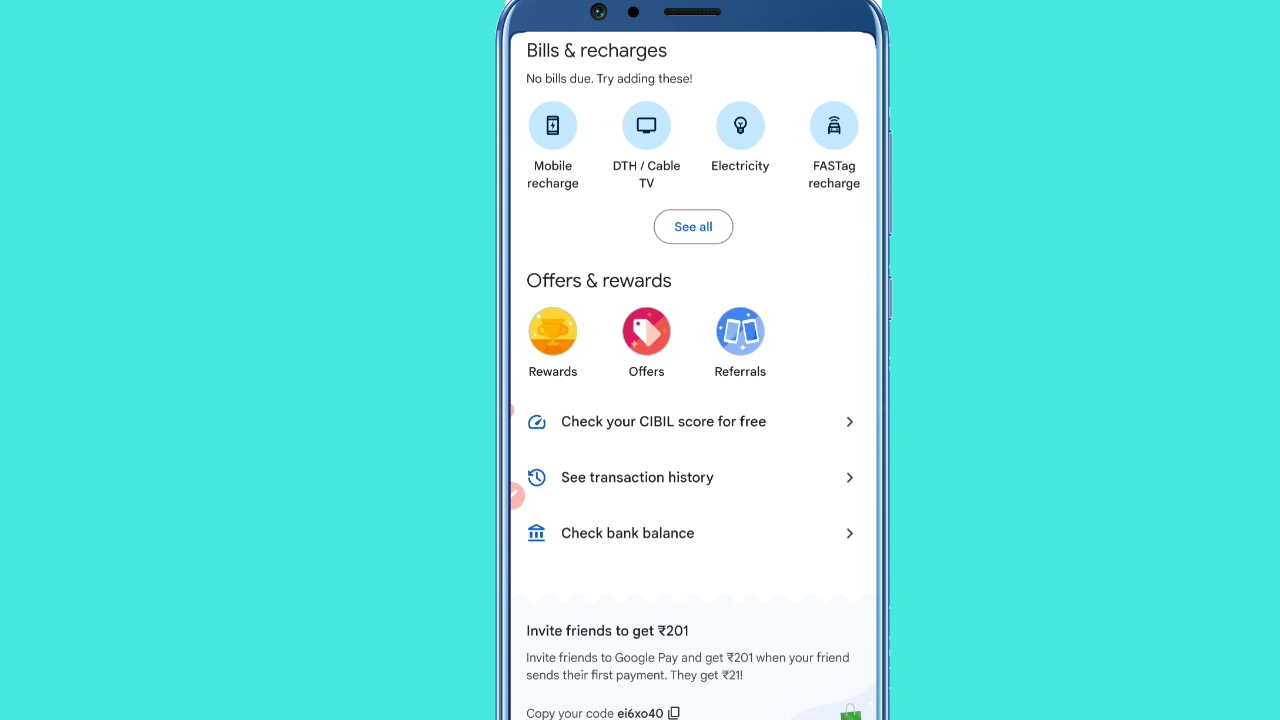 Bills & recharges
No bills due. Try adding these!
Mobile recharge
DTH / Cable TV
Electricity
FASTag recharge
See all
Offers & rewards
Rewards
Offers
Referrals
Check your CIBIL score for free
See transaction history
Check bank balance
Invite friends to get ₹201
Invite friends to Google Pay and get ₹201 when your friend
sends their first payment. They get ₹21!
Copy your code ei6xo40